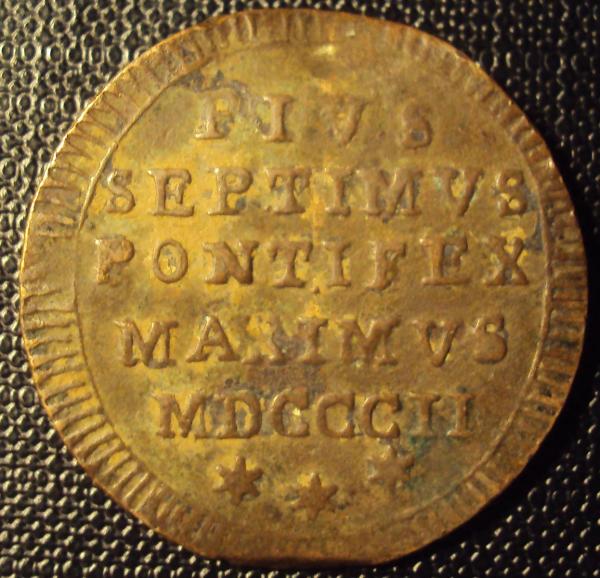 PIVS
SEPTIMVS
PONTIFEX
MAXIMVS
MDCCCII